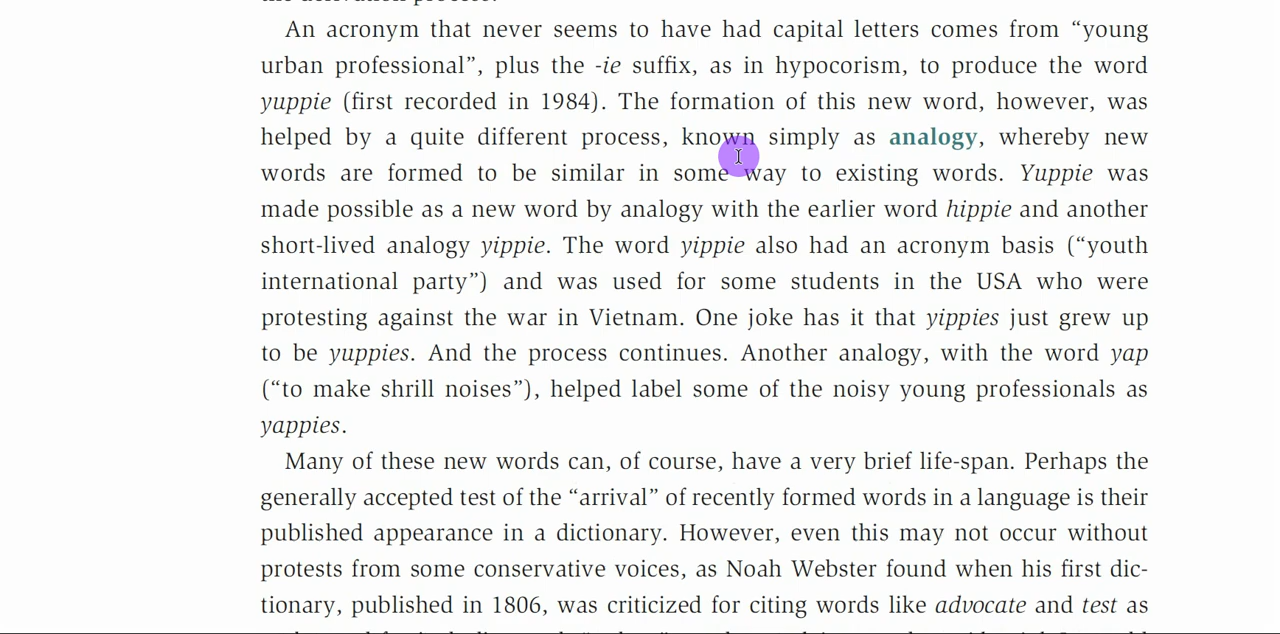 An acronym that never seems to have had capital letters comes from “young
urban professional”, plus the -ie suffix, as in hypocorism, to produce the word
yuppie (first recorded in 1984). The formation of this new word, however, was
helped by a quite different process, known simply as analogy, whereby new
words are formed to be similar in some way to existing words. Yuppie was
made possible as a new word by analogy with the earlier word hippie and another
short-lived analogy yippie. The word yippie also had an acronym basis (“youth
international party”) and was used for some students in the USA who were
protesting against the war in Vietnam. One joke has it that yippies just grew up
to be yuppies. And the process continues. Another analogy, with the word yap
(“to make shrill noises”), helped label some of the noisy young professionals as
yappies.
Many of these new words can, of course, have a very brief life-span. Perhaps the
generally accepted test of the “arrival” of recently formed words in a language is their
published appearance in a dictionary. However, even this may not occur without
protests from some conservative voices, as Noah Webster found when his first dic-
tionary, published in 1806, was criticized for citing words like advocate and test as